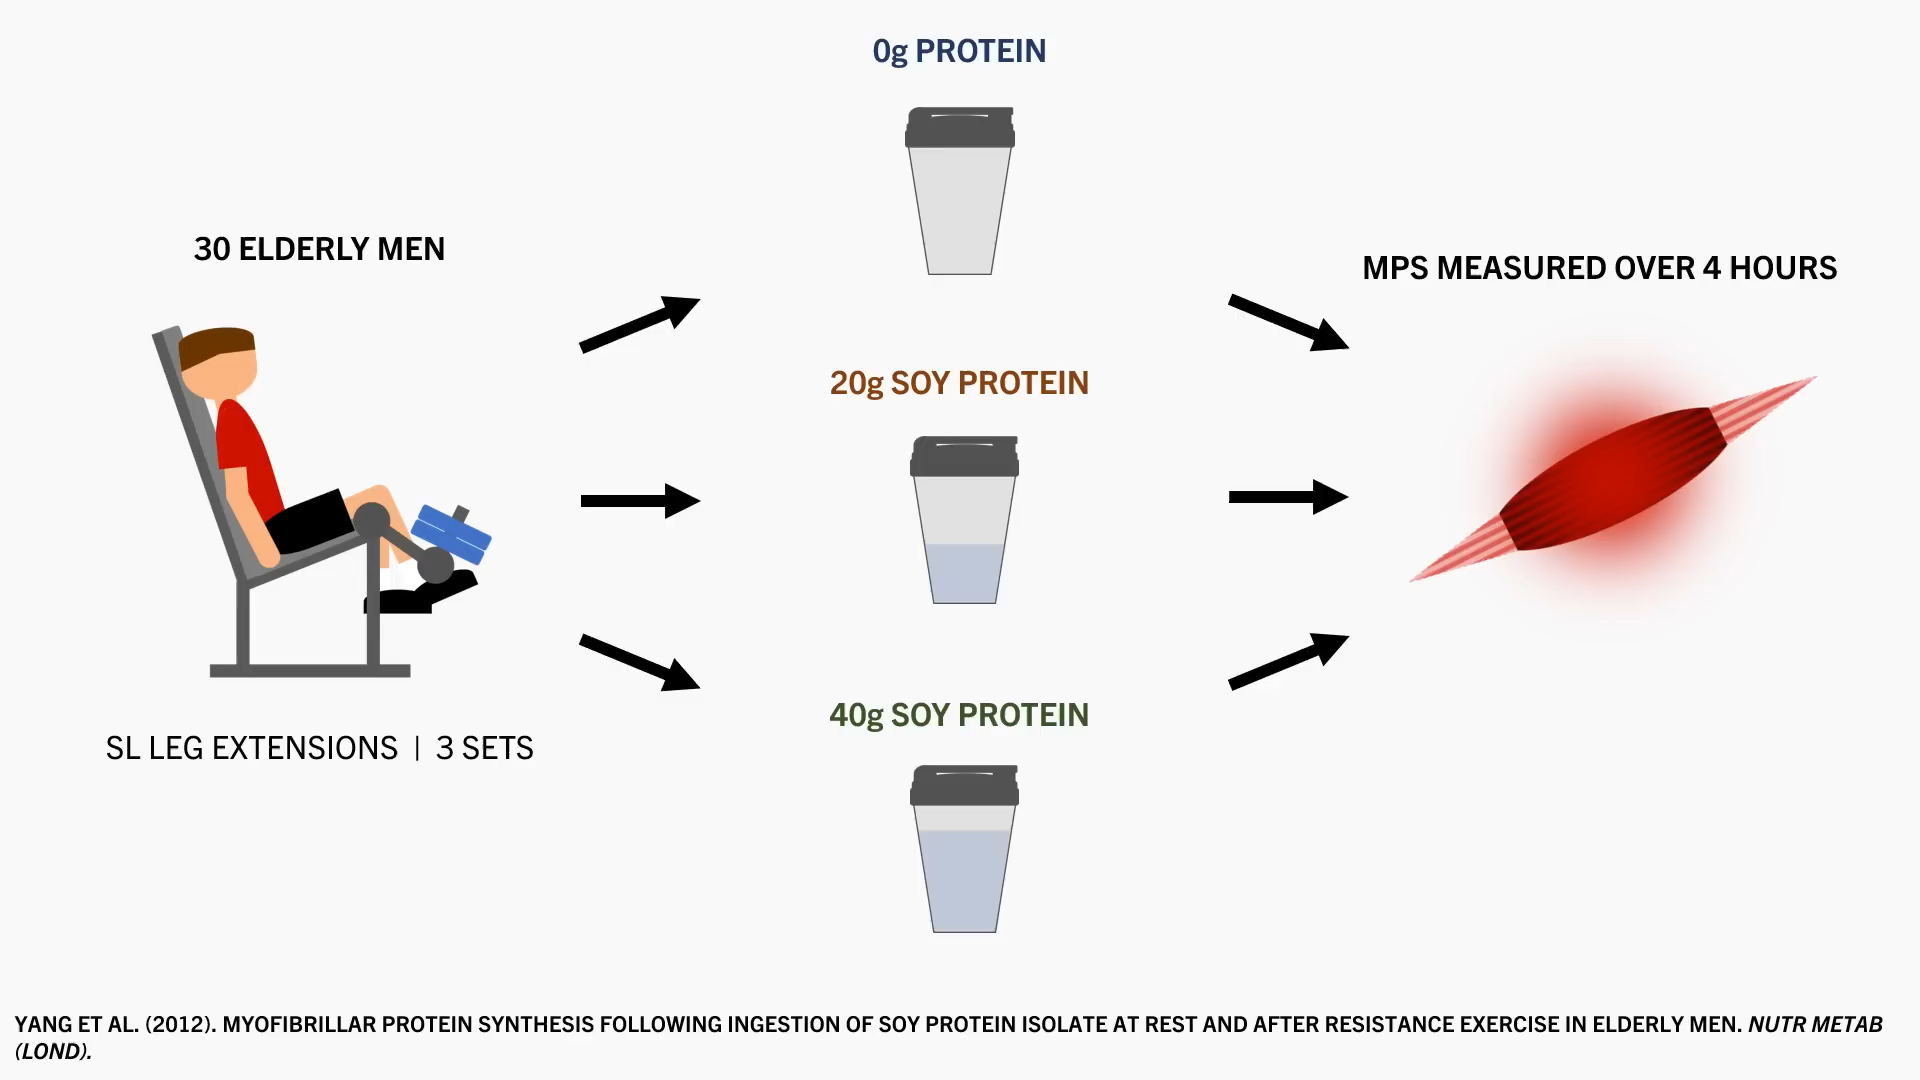 0g PROTEIN
30 ELDERLY MEN
MPS MEASURED OVER 4 HOURS
20g SOY PROTEIN
40g SOY PROTEIN
SL LEG EXTENSIONS | 3 SETS
YANG ET AL. (2012). MYOFIBRILLAR PROTEIN SYNTHESIS FOLLOWING INGESTION OF SOY PROTEIN ISOLATE AT REST AND AFTER RESISTANCE EXERCISE IN ELDERLY MEN. NUTR METAB
(LOND).